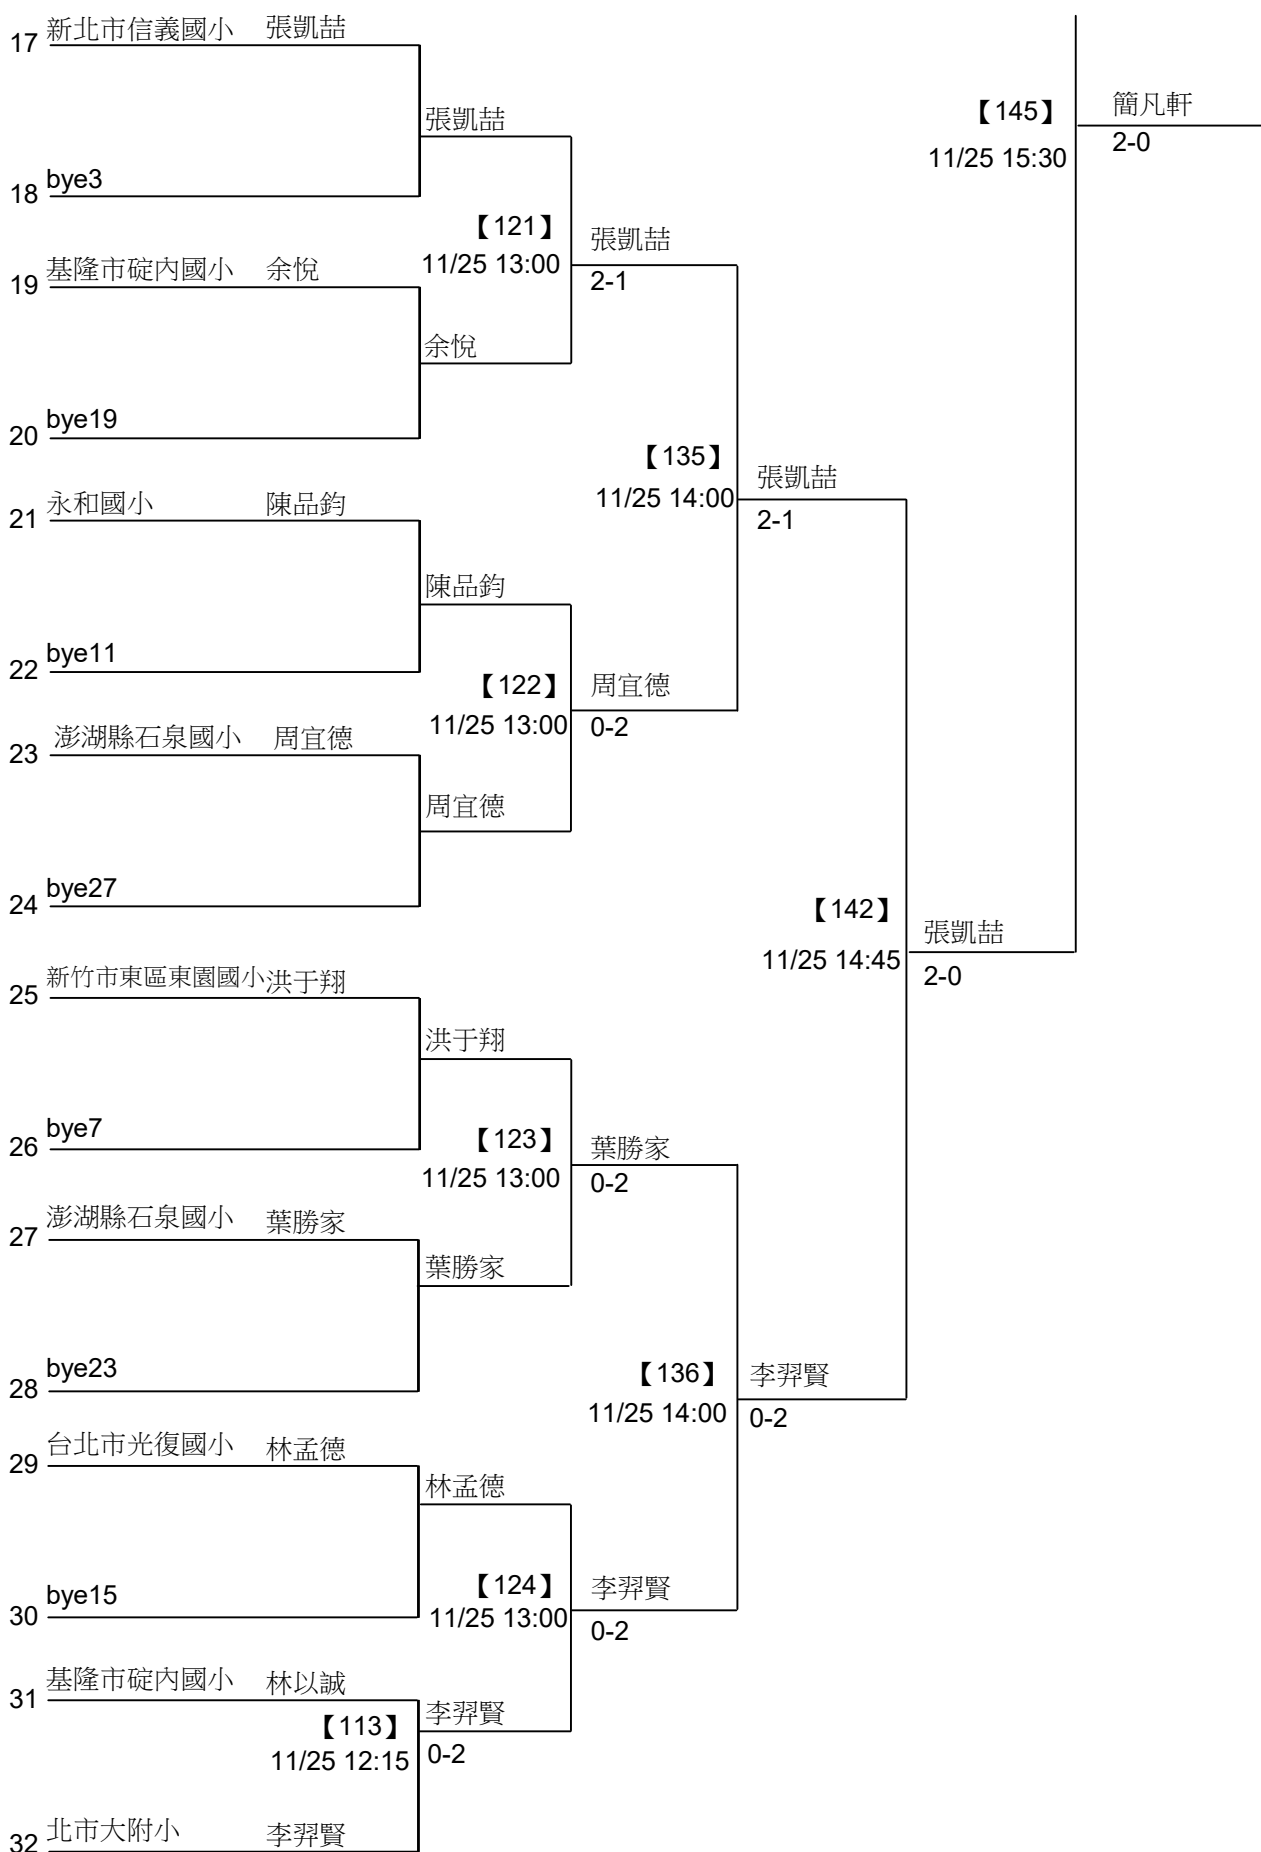 17 新北市信義國小 張凱喆
張凱喆
【145】 簡凡軒
11/25 15:30 2-0
18 bye3
【121】 張凱喆
11/25 13:00 2-1
19 基隆市碇內國小 余悅
余悅
20 bye19
【135】 張凱喆
11/25 14:00 2-1
21 永和國小 陳品鈞
陳品鈞
22 bye11
【122】 周宜德
11/25 13:00 0-2
23 澎湖縣石泉國小 周宜德
周宜德
24 bye27
【142】 張凱喆
11/25 14:45 2-0
25 新竹市東區東園國小 洪于翔
洪于翔
26 bye7
【123】 葉勝家
11/25 13:00 0-2
27 澎湖縣石泉國小 葉勝家
葉勝家
28 bye23
【136】 李羿賢
11/25 14:00 0-2
29 台北市光復國小 林孟德
林孟德
30 bye15
【124】 李羿賢
11/25 13:00 0-2
31 基隆市碇內國小 林以誠
【113】 李羿賢
11/25 12:15 0-2
32 北市大附小 李羿賢